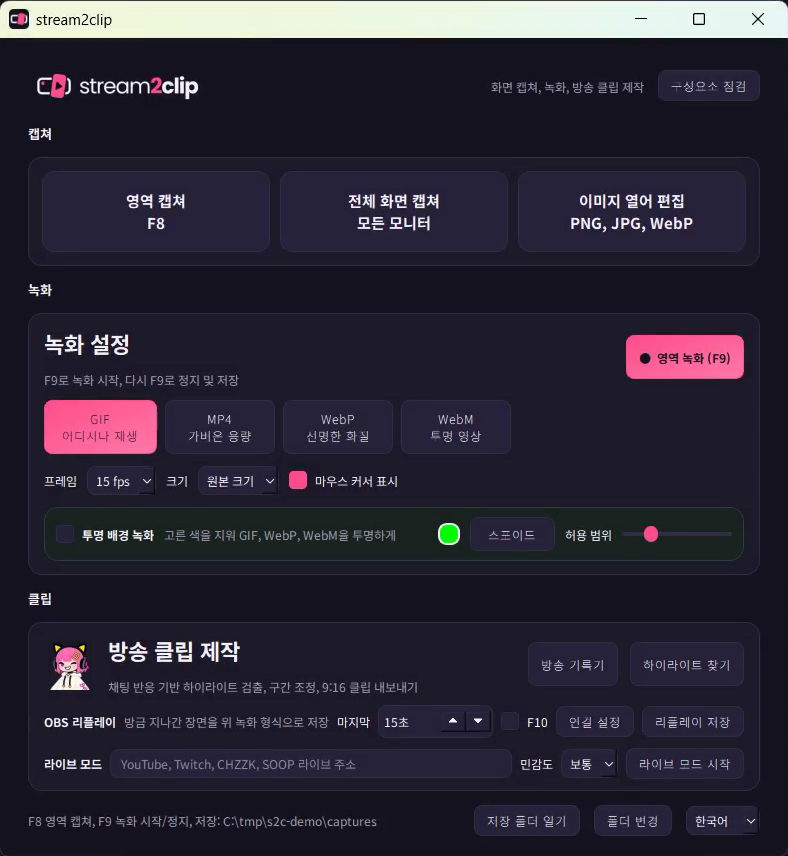 stream2clip
stream2clip
화면 캡쳐, 녹화, 방송 클립 제작
구성요소 점검
캡쳐
영역 캡쳐
F8
전체 화면 캡쳐
모든 모니터
이미지 열어 편집
PNG, JPG, WebP
녹화
녹화 설정
영역 녹화 (F9)
F9로 녹화 시작, 다시 F9로 정지 및 저장
GIF
어디서나 재생
MP4
가벼운 용량
WebP
선명한 화질
WebM
투명 영상
프레임 15 fps 크기 원본 크기 마우스 커서 표시
투명 배경 녹화 고른 색을 지워 GIF, WebP, WebM을 투명하게 스포이드 허용 범위
클립
방송 클립 제작
방송 기록기 하이라이트 찾기
채팅 반응 기반 하이라이트 검출, 구간 조정, 9:16 클립 내보내기
OBS 리플레이 방금 지나간 장면을 위 녹화 형식으로 저장 마지막 15초 F10 연결 설정 리플레이 저장
라이브 모드 YouTube, Twitch, CHZZK, SOOP 라이브 주소 민감도 보통 라이브 모드 시작
F8 영역 캡쳐, F9 녹화 시작/정지, 저장: C:\tmp\s2c-demo\captures 저장 폴더 열기 폴더 변경 한국어